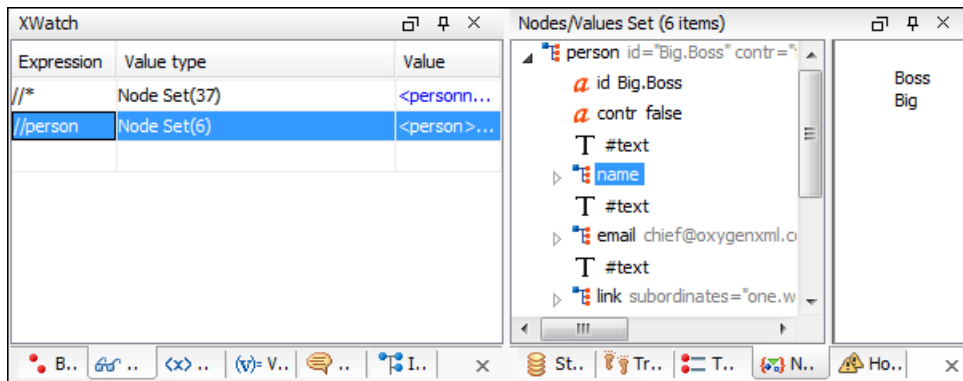 XWatch
Nodes/Values Set (6 items)
Expression Value type Value
//* Node Set(37) <personn...
//person Node Set(6) <person>...
person id="Big.Boss" contr="
id Big.Boss
contr false
#text
name
#text
email chief@oxygenxml.c
#text
link subordinates="one.w
Boss
Big
B.. .. <x> .. (v)= V.. .. I..
St.. Tr.. T.. N.. Ho..